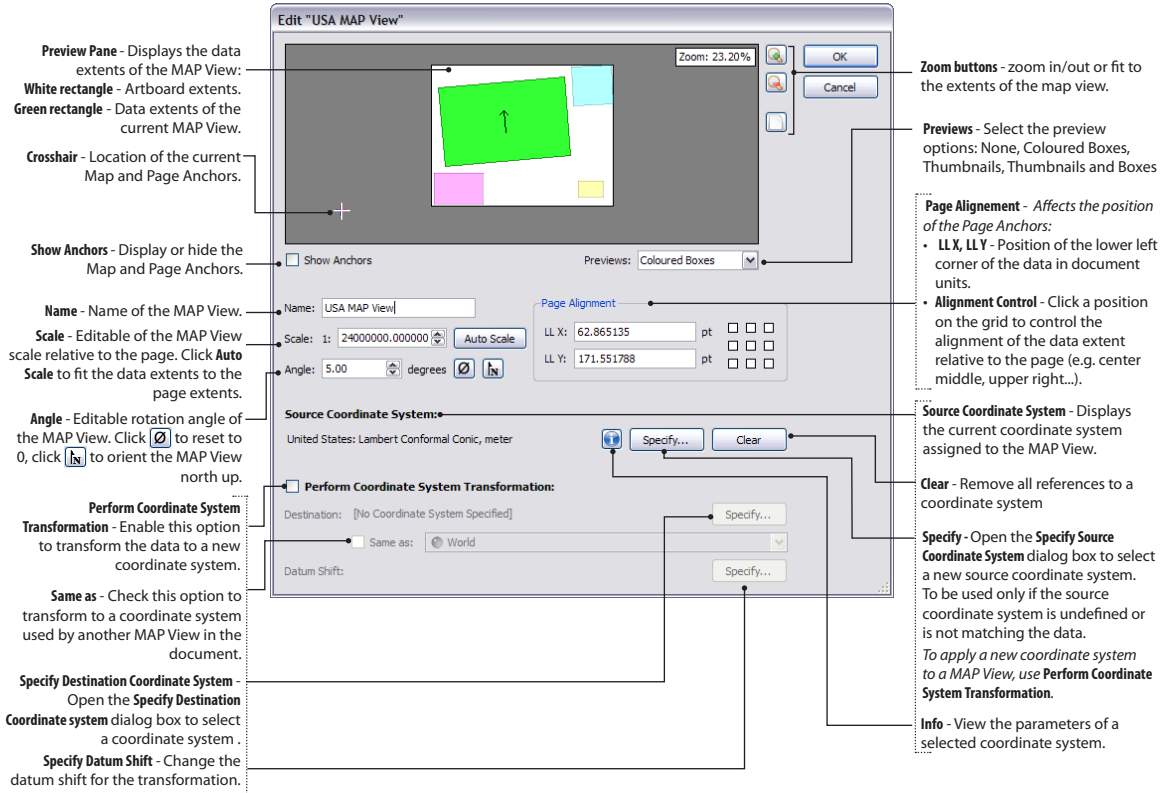 Edit "USA MAP View"
Zoom: 23.20%
OK
Cancel
Show Anchors
Previews: Coloured Boxes
Name: USA MAP View
Page Alignment
Scale: 1: 24000000.000000 Auto Scale
LL X: 62.865135 pt
LL Y: 171.551788 pt
Angle: 5.00 degrees Ø N
Source Coordinate System:
United States: Lambert Conformal Conic, meter
Specify... Clear
Perform Coordinate System Transformation:
Destination: [No Coordinate System Specified] Specify...
Same as: World
Datum Shift: Specify...
Preview Pane - Displays the data
extents of the MAP View:
White rectangle - Artboard extents.
Green rectangle - Data extents of the
current MAP View.
Crosshair - Location of the current
Map and Page Anchors.
Show Anchors - Display or hide the
Map and Page Anchors.
Name - Name of the MAP View.
Scale - Editable of the MAP View
scale relative to the page. Click Auto
Scale to fit the data extents to the
page extents.
Angle - Editable rotation angle of
the MAP View. Click Ø to reset to
0, click N to orient the MAP View
north up.
Perform Coordinate System
Transformation - Enable this option
to transform the data to a new
coordinate system.
Same as - Check this option to
transform to a coordinate system
used by another MAP View in the
document.
Specify Destination Coordinate System -
Open the Specify Destination
Coordinate system dialog box to select
a coordinate system .
Specify Datum Shift - Change the
datum shift for the transformation.
Zoom buttons - zoom in/out or fit to
the extents of the map view.
Previews - Select the preview
options: None, Coloured Boxes,
Thumbnails, Thumbnails and Boxes
Page Alignement - Affects the position
of the Page Anchors:
• LL X, LL Y - Position of the lower left
corner of the data in document
units.
• Alignment Control - Click a position
on the grid to control the
alignment of the data extent
relative to the page (e.g. center
middle, upper right...).
Source Coordinate System - Displays
the current coordinate system
assigned to the MAP View.
Clear - Remove all references to a
coordinate system
Specify - Open the Specify Source
Coordinate System dialog box to select
a new source coordinate system.
To be used only if the source
coordinate system is undefined or
is not matching the data.
To apply a new coordinate system
to a MAP View, use Perform Coordinate
System Transformation.
Info - View the parameters of a
selected coordinate system.